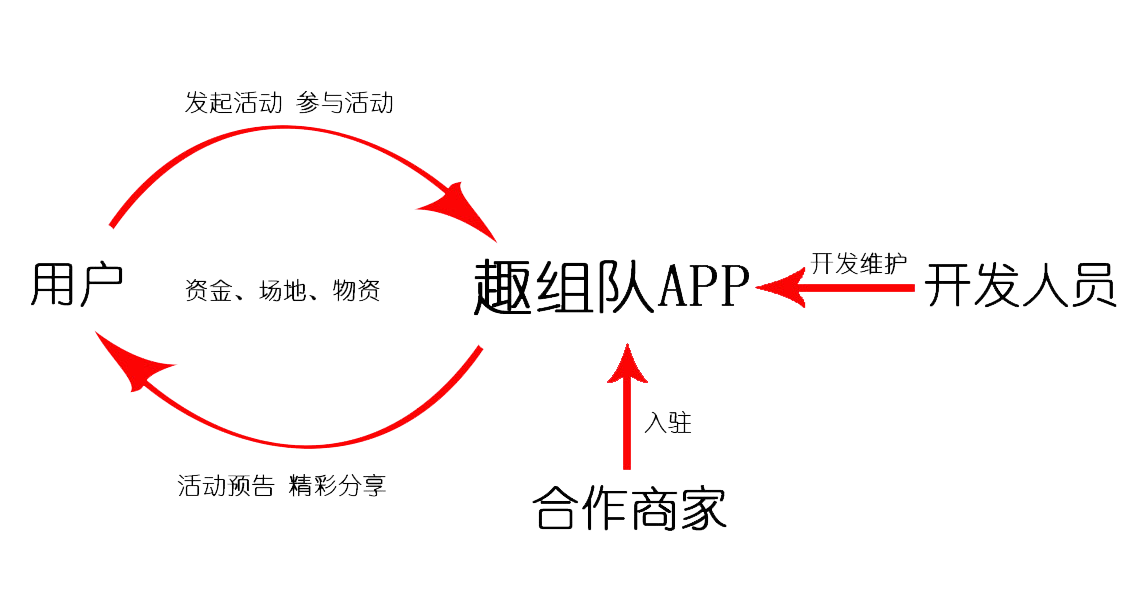 发起活动 参与活动
用户
资金、场地、物资
趣组队APP
开发维护
开发人员
入驻
活动预告 精彩分享
合作商家